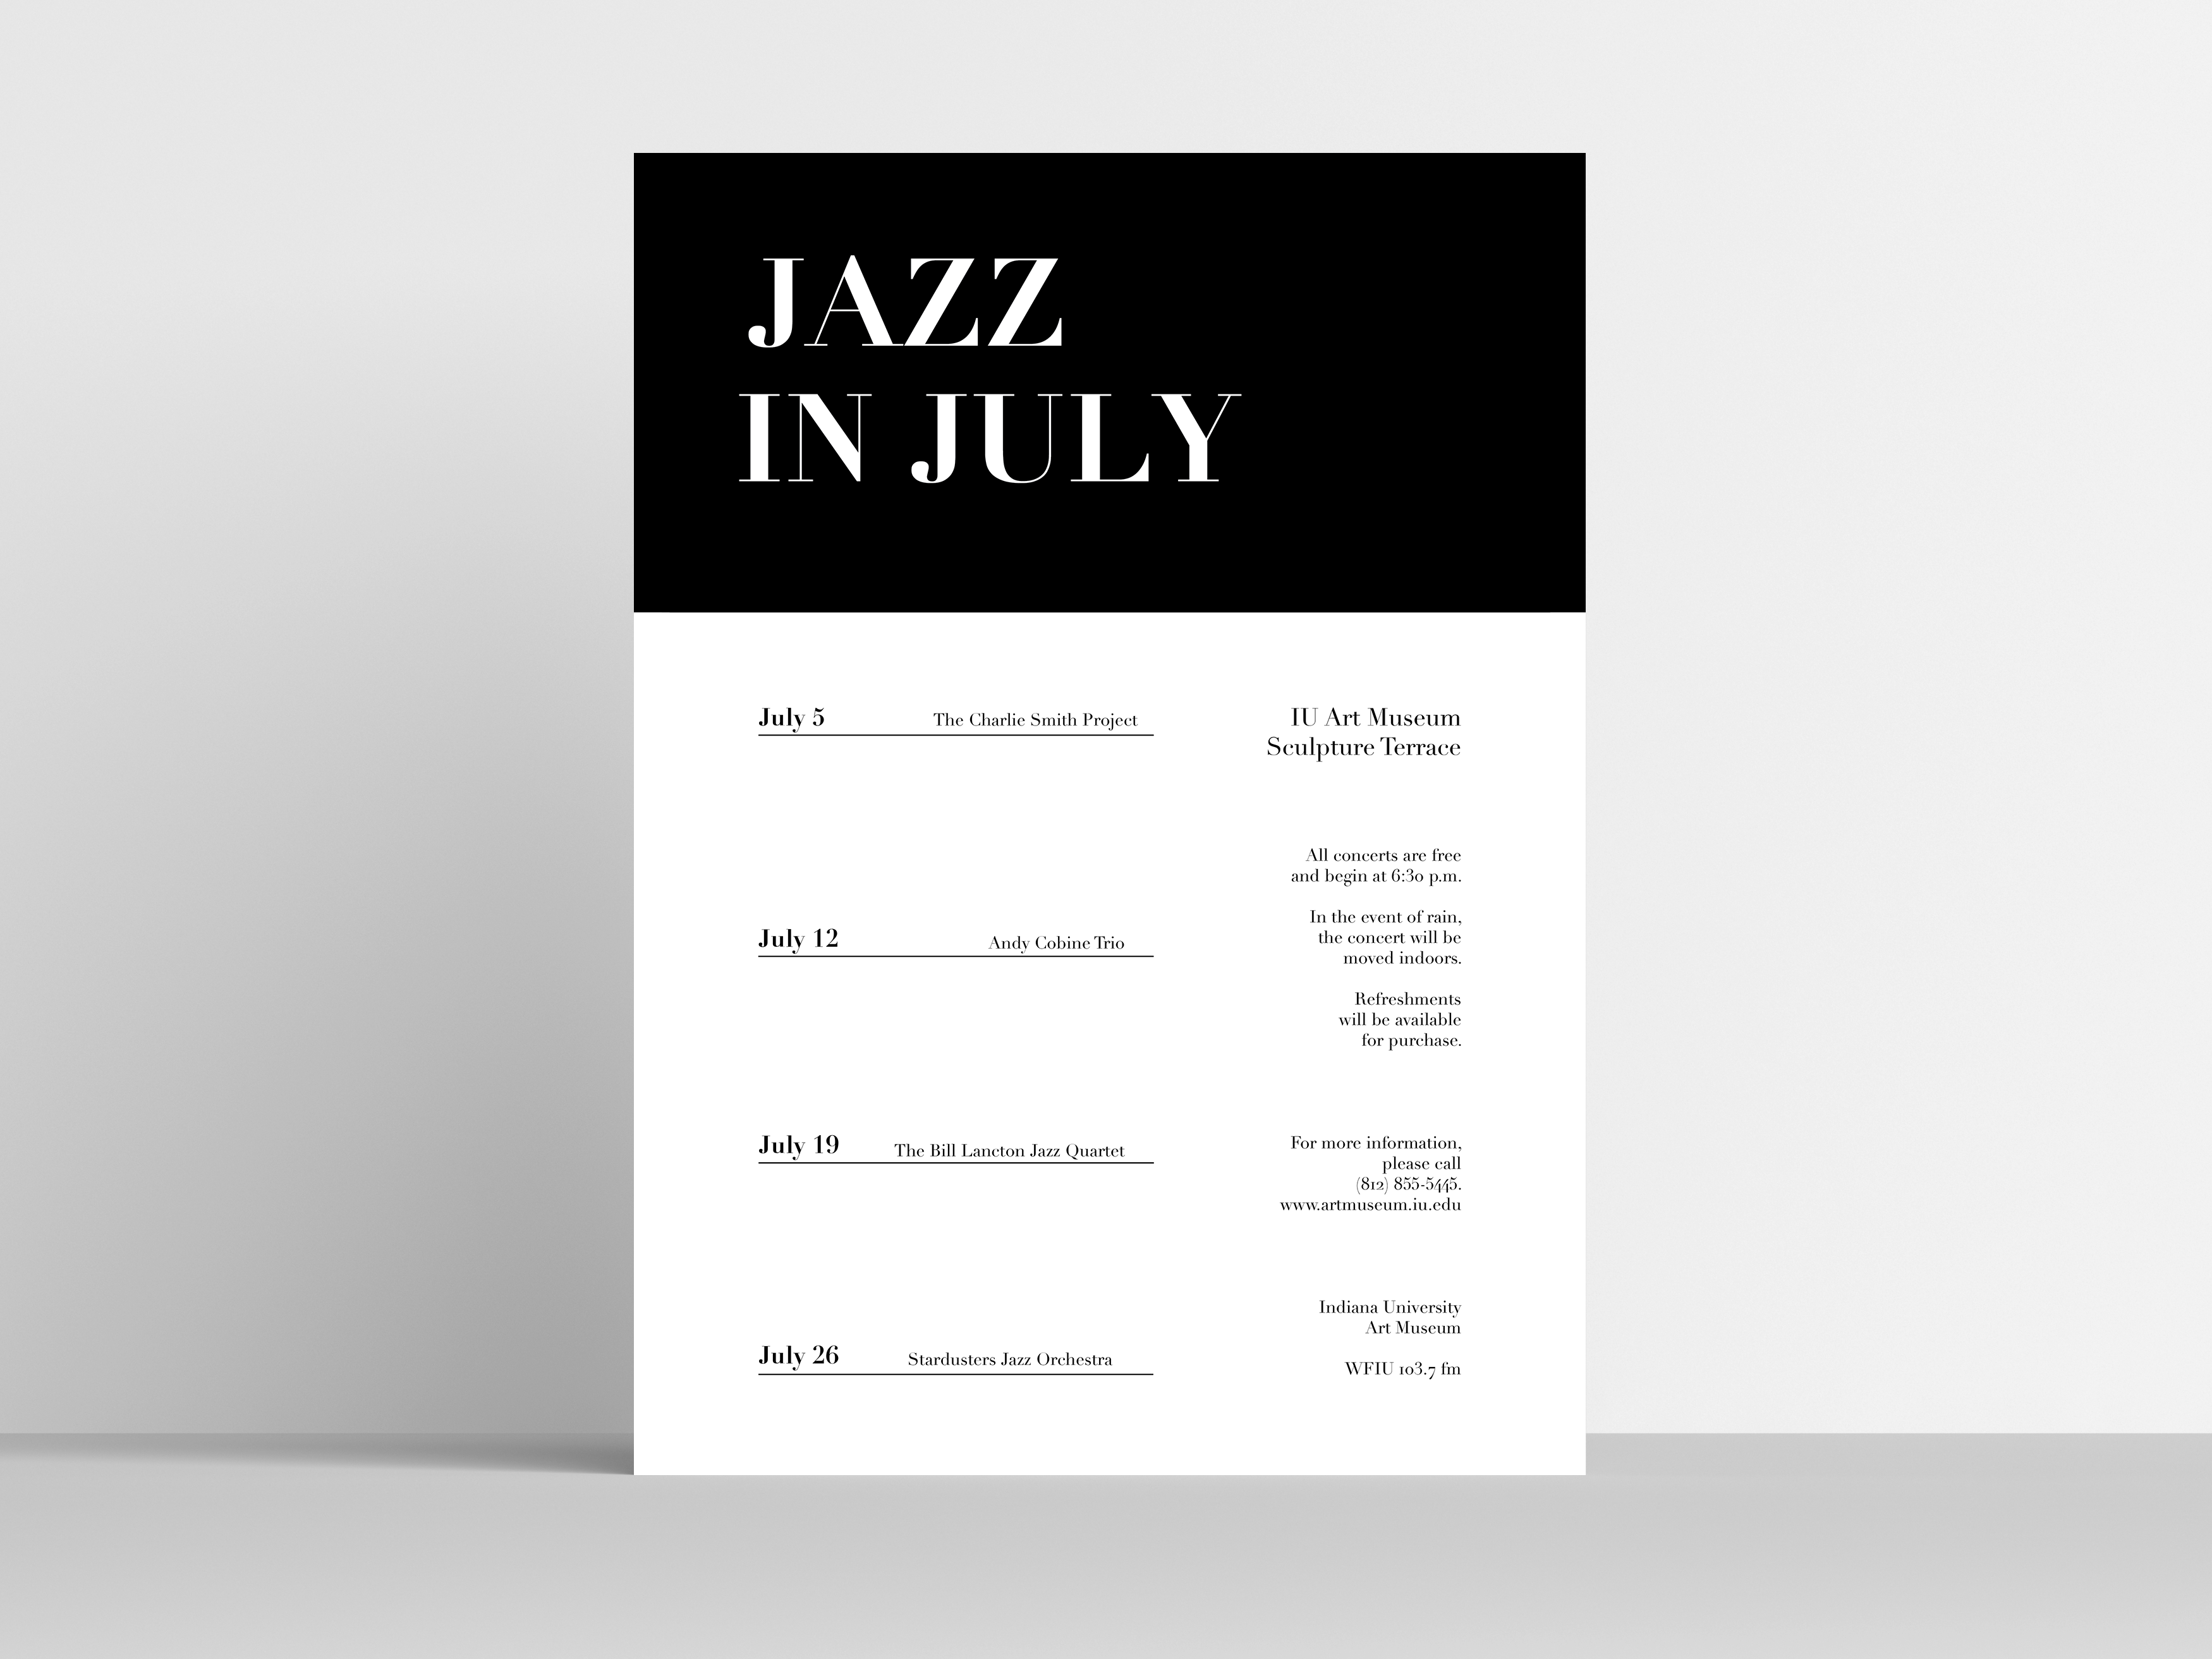 JAZZ
IN JULY
July 5 The Charlie Smith Project
July 12 Andy Cobine Trio
July 19 The Bill Lancton Jazz Quartet
July 26 Stardusters Jazz Orchestra
IU Art Museum
Sculpture Terrace
All concerts are free
and begin at 6:30 p.m.
In the event of rain,
the concert will be
moved indoors.
Refreshments
will be available
for purchase.
For more information,
please call
(812) 855-5445.
www.artmuseum.iu.edu
Indiana University
Art Museum
WFIU 103.7 fm